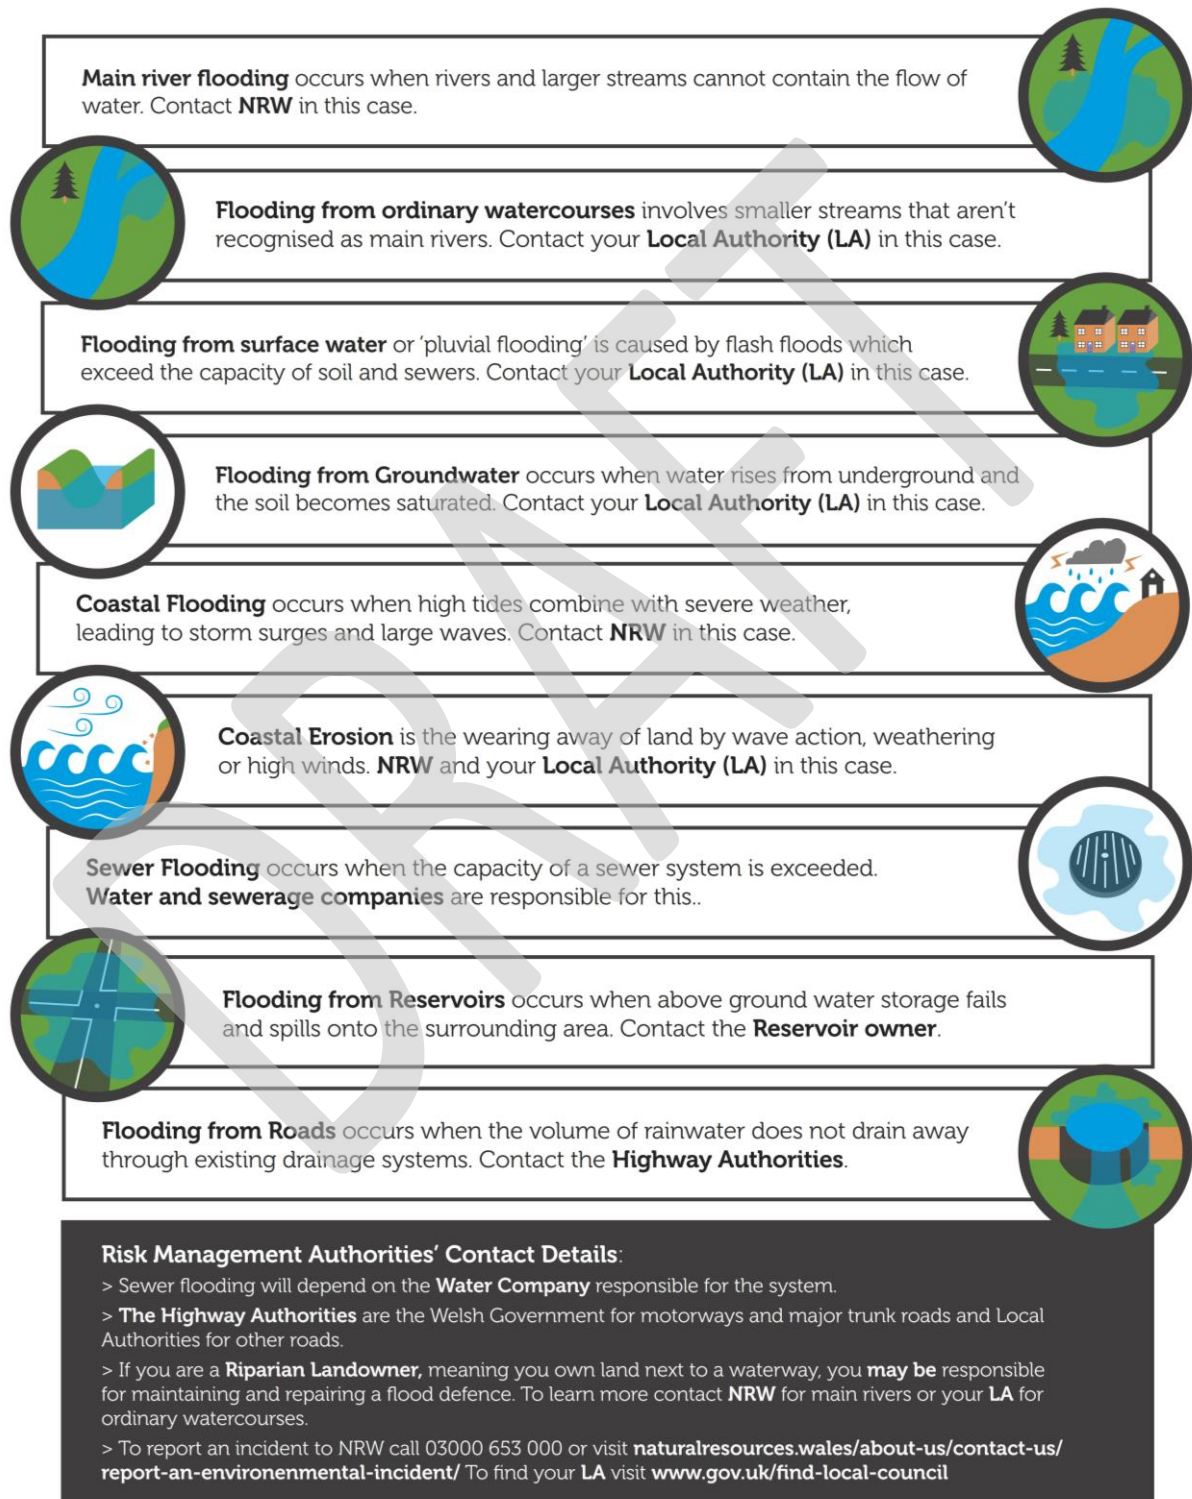 Main river flooding occurs when rivers and larger streams cannot contain the flow of
water. Contact NRW in this case.
Flooding from ordinary watercourses involves smaller streams that aren't
recognised as main rivers. Contact your Local Authority (LA) in this case.
Flooding from surface water or 'pluvial flooding' is caused by flash floods which
exceed the capacity of soil and sewers. Contact your Local Authority (LA) in this case.
Flooding from Groundwater occurs when water rises from underground and
the soil becomes saturated. Contact your Local Authority (LA) in this case.
Coastal Flooding occurs when high tides combine with severe weather,
leading to storm surges and large waves. Contact NRW in this case.
Coastal Erosion is the wearing away of land by wave action, weathering
or high winds. NRW and your Local Authority (LA) in this case.
Sewer Flooding occurs when the capacity of a sewer system is exceeded.
Water and sewerage companies are responsible for this..
Flooding from Reservoirs occurs when above ground water storage fails
and spills onto the surrounding area. Contact the Reservoir owner.
Flooding from Roads occurs when the volume of rainwater does not drain away
through existing drainage systems. Contact the Highway Authorities.
Risk Management Authorities' Contact Details:
> Sewer flooding will depend on the Water Company responsible for the system.
> The Highway Authorities are the Welsh Government for motorways and major trunk roads and Local
Authorities for other roads.
> If you are a Riparian Landowner, meaning you own land next to a waterway, you may be responsible
for maintaining and repairing a flood defence. To learn more contact NRW for main rivers or your LA for
ordinary watercourses.
> To report an incident to NRW call 03000 653 000 or visit naturalresources.wales/about-us/contact-us/
report-an-environenmental-incident/ To find your LA visit www.gov.uk/find-local-council
DRAFT